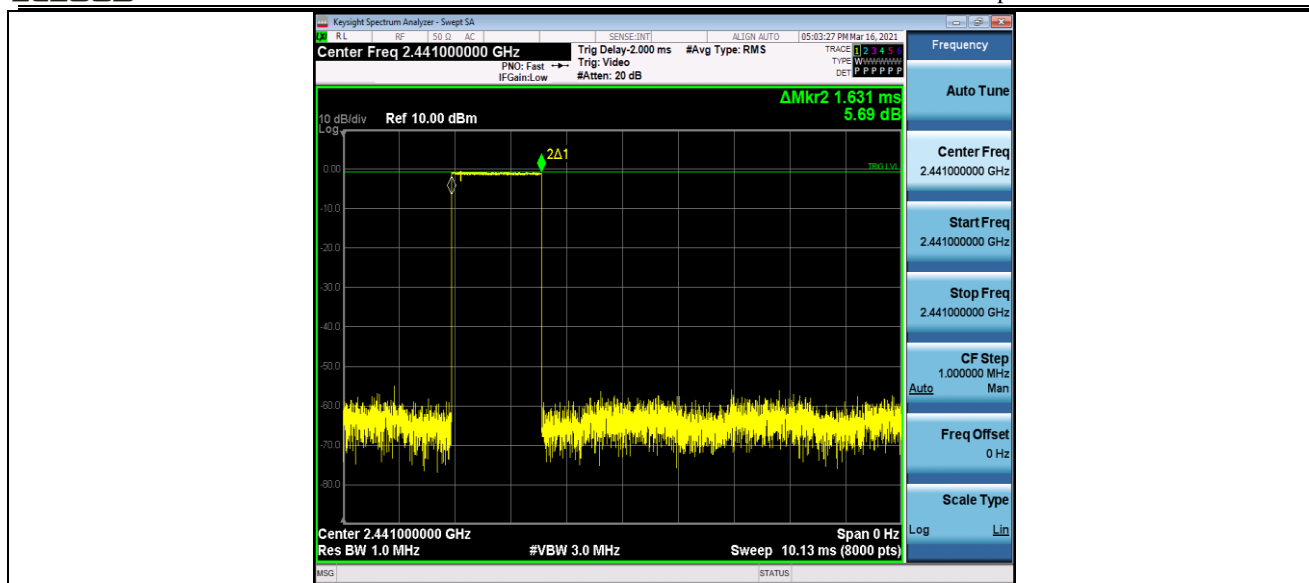 Keysight Spectrum Analyzer - Swept SA
RL RF 50 Ω AC SENSE:INT ALIGN AUTO 05:03:27 PM Mar 16, 2021
Center Freq 2.441000000 GHz
PNO: Fast
IFGain:Low
Trig Delay-2.000 ms
Trig: Video
#Atten: 20 dB
#Avg Type: RMS
TRACE 1 2 3 4 5 6
TYPE WWWWWW
DET P P P P P P
ΔMkr2 1.631 ms
5.69 dB
10 dB/div
Log
Ref 10.00 dBm
2Δ1
TRIG LVL
0.00
-10.0
-20.0
-30.0
-40.0
-50.0
-60.0
-70.0
-80.0
Center 2.441000000 GHz
Span 0 Hz
Res BW 1.0 MHz
#VBW 3.0 MHz
Sweep 10.13 ms (8000 pts)
MSG
STATUS
Frequency
Auto Tune
Center Freq
2.441000000 GHz
Start Freq
2.441000000 GHz
Stop Freq
2.441000000 GHz
CF Step
1.000000 MHz
Auto Man
Freq Offset
0 Hz
Scale Type
Log Lin